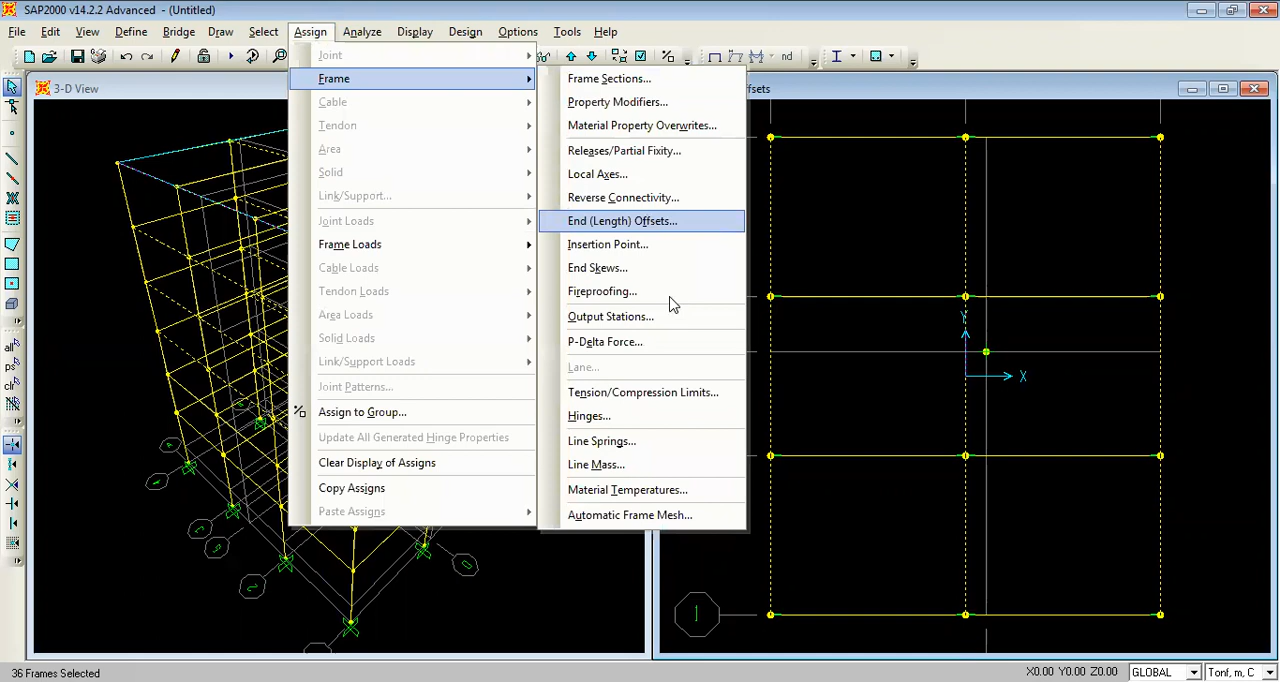 SAP2000 v14.2.2 Advanced - (Untitled)
File Edit View Define Bridge Draw Select Assign Analyze Display Design Options Tools Help
nd
3-D View
ffsets
Joint
Frame
Cable
Tendon
Area
Solid
Link/Support...
Joint Loads
Frame Loads
Cable Loads
Tendon Loads
Area Loads
Solid Loads
Link/Support Loads
Joint Patterns...
Assign to Group...
Update All Generated Hinge Properties
Clear Display of Assigns
Copy Assigns
Paste Assigns
Frame Sections...
Property Modifiers...
Material Property Overwrites...
Releases/Partial Fixity...
Local Axes...
Reverse Connectivity...
End (Length) Offsets...
Insertion Point...
End Skews...
Fireproofing...
Output Stations...
P-Delta Force...
Lane...
Tension/Compression Limits...
Hinges...
Line Springs...
Line Mass...
Material Temperatures...
Automatic Frame Mesh...
all
ps
clr
Y
X
1
36 Frames Selected
X0.00 Y0.00 Z0.00
GLOBAL
Tonf, m, C